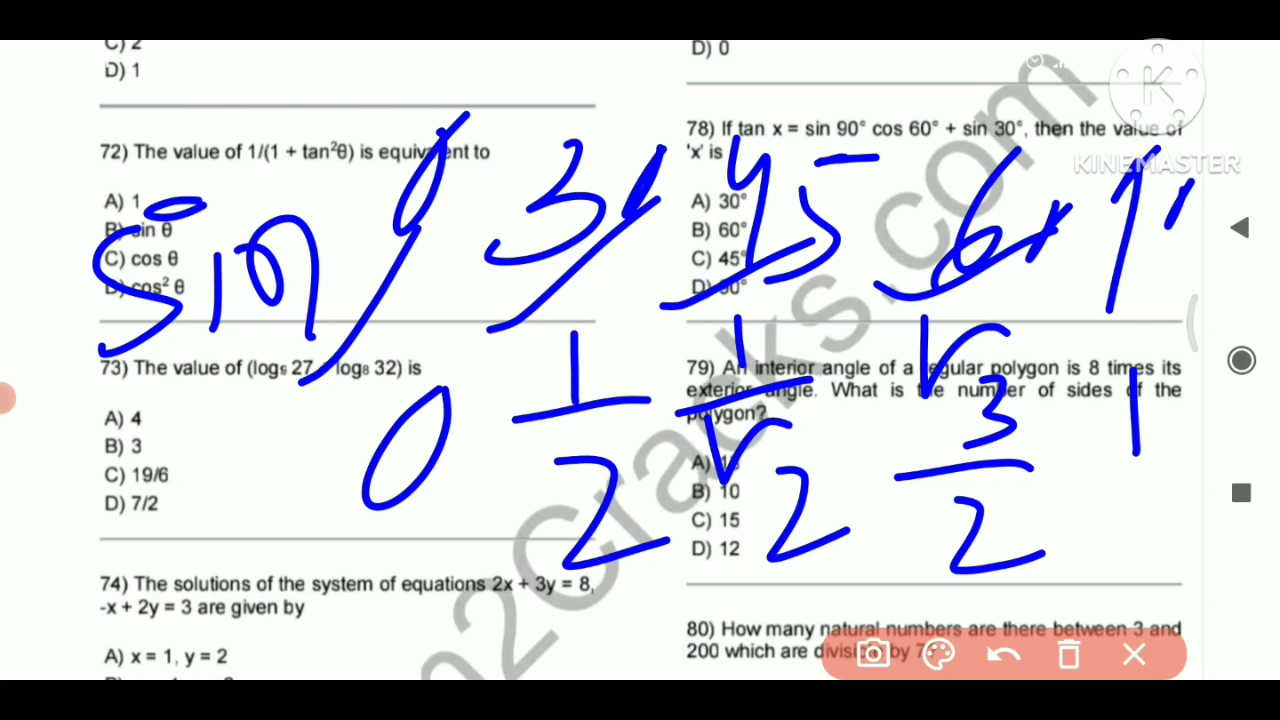 C) 2
D) 1
72) The value of 1/(1 + tan²θ) is equivalent to
A) 1
B) sin θ
C) cos θ
D) cos² θ
73) The value of (log₉ 27 log₈ 32) is
A) 4
B) 3
C) 19/6
D) 7/2
74) The solutions of the system of equations 2x + 3y = 8,
-x + 2y = 3 are given by
A) x = 1, y = 2
D) 0
78) If tan x = sin 90° cos 60° + sin 30°, then the value of
'x' is
A) 30°
B) 60°
C) 45°
D) 90°
79) An interior angle of a regular polygon is 8 times its
exterior angle. What is the number of sides of the
polygon?
A)
B) 10
C) 15
D) 12
80) How many natural numbers are there between 3 and
200 which are divisible by 7
sin 45
0 1/2 1/√2 √3/2 1
2Cracks.com
K
KINEMASTER